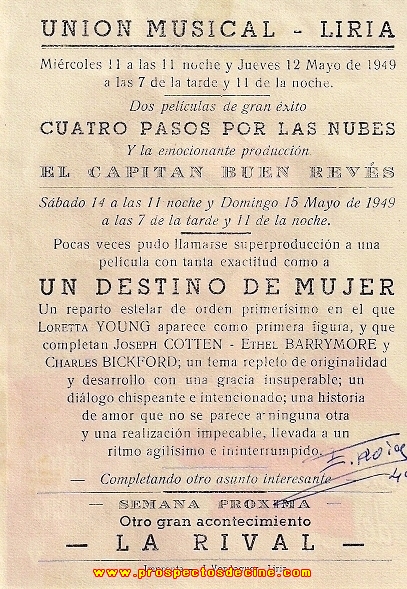 UNION MUSICAL - LIRIA
Miércoles 11 a las 11 noche y Jueves 12 Mayo de 1949
a las 7 de la tarde y 11 de la noche.
Dos películas de gran éxito
CUATRO PASOS POR LAS NUBES
Y la emocionante producción
EL CAPITAN BUEN REVÉS
Sábado 14 a las 11 noche y Domingo 15 Mayo de 1949
a las 7 de la tarde y 11 de la noche.
Pocas veces pudo llamarse superproducción a una
película con tanta exactitud como a
UN DESTINO DE MUJER
Un reparto estelar de orden primerísimo en el que
LORETTA YOUNG aparece como primera figura, y que
completan JOSEPH COTTEN - ETHEL BARRYMORE y
CHARLES BICKFORD; un tema repleto de originalidad
y desarrollo con una gracia insuperable; un
diálogo chispeante e intencionado; una historia
de amor que no se parece a ninguna otra
y una realización impecable, llevada a un
ritmo agilísimo e ininterrumpido.
— Completando otro asunto interesante —
— SEMANA PROXIMA —
Otro gran acontecimiento
— LA RIVAL —
www.prospectosdecine.com